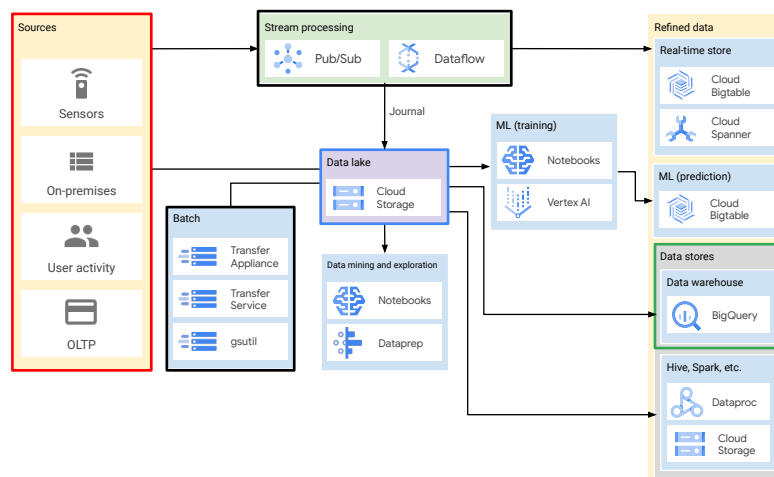 Sources
Sensors
On-premises
User activity
OLTP
Stream processing
Pub/Sub
Dataflow
Journal
Data lake
Cloud
Storage
Batch
Transfer
Appliance
Transfer
Service
gsutil
Data mining and exploration
Notebooks
Dataprep
ML (training)
Notebooks
Vertex AI
Refined data
Real-time store
Cloud
Bigtable
Cloud
Spanner
ML (prediction)
Cloud
Bigtable
Data stores
Data warehouse
BigQuery
Hive, Spark, etc.
Dataproc
Cloud
Storage